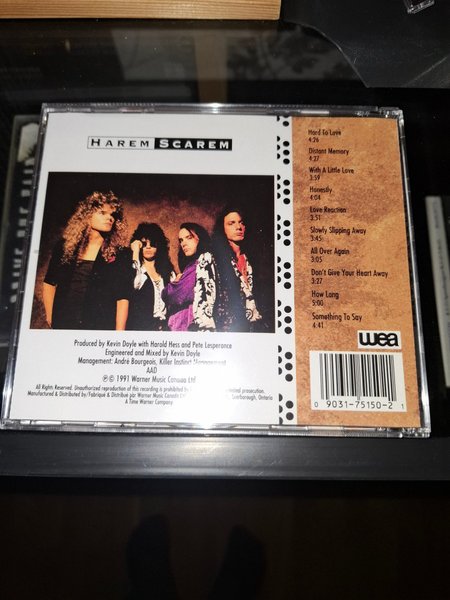 HAREM SCAREM
Produced by Kevin Doyle with Harold Hess and Pete Lesperance
Engineered and Mixed by Kevin Doyle
Management: André Bourgeois, Killer Instinct Management
AAD
℗ © 1991 Warner Music Canada Ltd
All Rights Reserved. Unauthorized reproduction of this recording is prohibited by criminal prosecution.
Manufactured & Distributed by/Fabriqué & Distribué par Warner Music Canada Scarborough, Ontario
A Time Warner Company
Hard To Love
4:26
Distant Memory
4:27
With A Little Love
3:59
Honestly
4:04
Love Reaction
3:51
Slowly Slipping Away
3:45
All Over Again
3:05
Don't Give Your Heart Away
3:27
How Long
5:00
Something To Say
4:41
wea
0 9031-75150-2 1